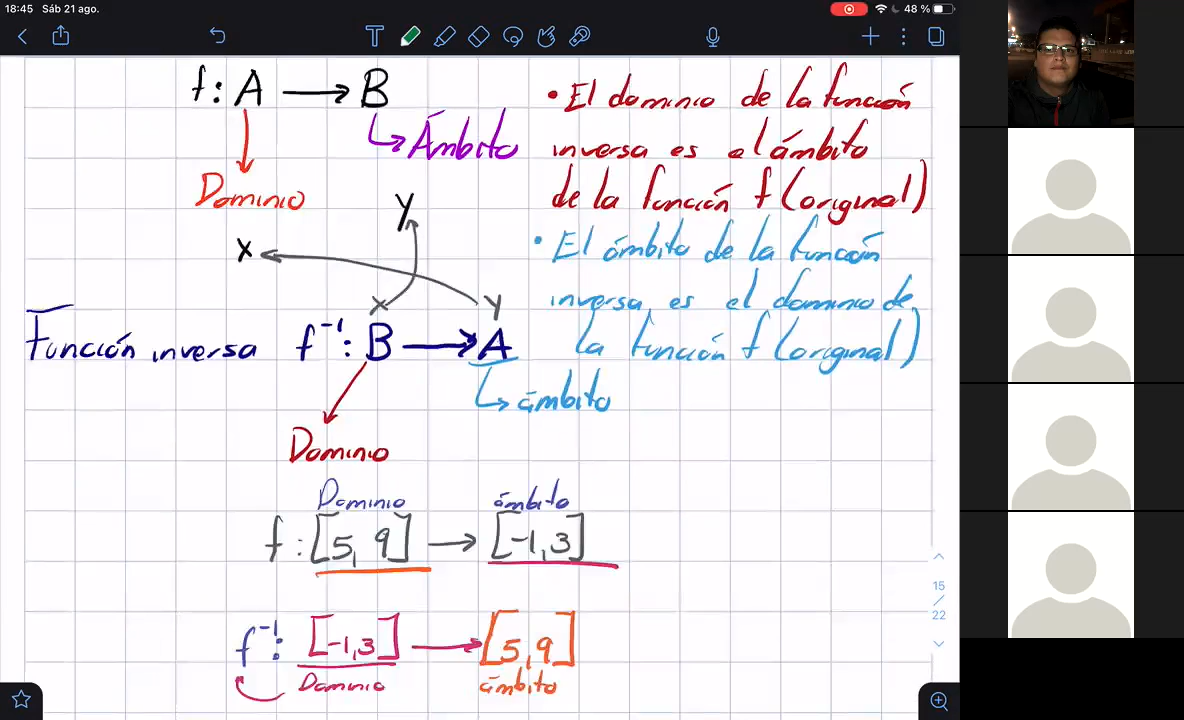 18:45 Sáb 21 ago.
48 %
f: A → B
Ámbito
Dominio
y
x
x y
Función inversa f⁻¹: B → A
ámbito
Dominio
• El dominio de la función
inversa es el ámbito
de la función f (original)
• El ámbito de la función
inversa es el dominio de
la función f (original)
Dominio ámbito
f: [5, 9] → [-1, 3]
f⁻¹: [-1, 3] → [5, 9]
Dominio ámbito
15
/
22